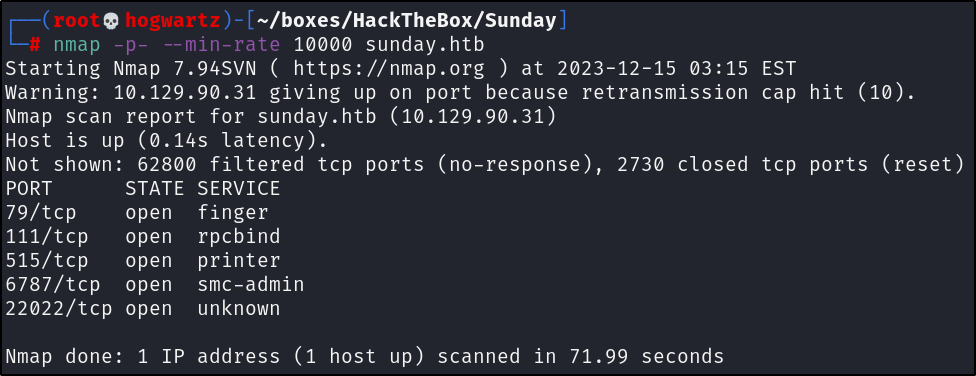 ┌──(root💀hogwartz)-[~/boxes/HackTheBox/Sunday]
└─# nmap -p- --min-rate 10000 sunday.htb
Starting Nmap 7.94SVN ( https://nmap.org ) at 2023-12-15 03:15 EST
Warning: 10.129.90.31 giving up on port because retransmission cap hit (10).
Nmap scan report for sunday.htb (10.129.90.31)
Host is up (0.14s latency).
Not shown: 62800 filtered tcp ports (no-response), 2730 closed tcp ports (reset)
PORT      STATE SERVICE
79/tcp    open  finger
111/tcp   open  rpcbind
515/tcp   open  printer
6787/tcp  open  smc-admin
22022/tcp open  unknown
Nmap done: 1 IP address (1 host up) scanned in 71.99 seconds